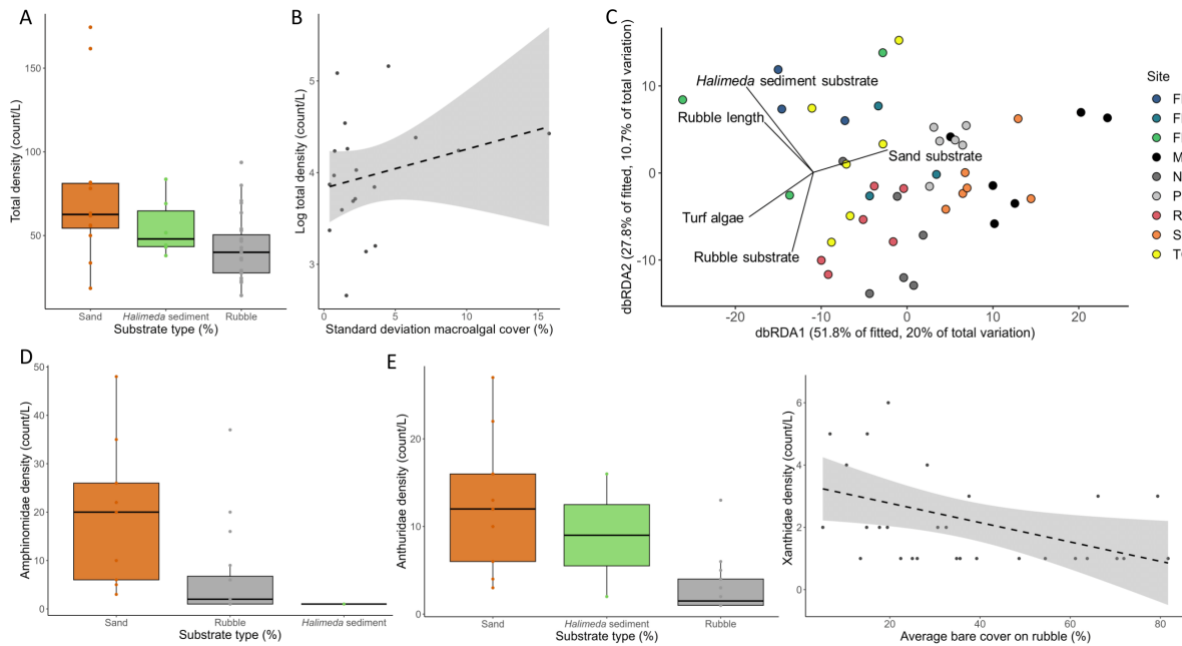 A
Total density (count/L)
150
100
50
Sand
Halimeda sediment
Rubble
Substrate type (%)
B
Log total density (count/L)
5
4
3
0
5
10
15
Standard deviation macroalgal cover (%)
C
dbRDA2 (27.8% of fitted, 10.7% of total variation)
10
0
-10
Halimeda sediment substrate
Rubble length
Sand substrate
Turf algae
Rubble substrate
-20
-10
0
10
20
dbRDA1 (51.8% of fitted, 20% of total variation)
Site
M
N
P
R
S
D
Amphinomidae density (count/L)
50
40
30
20
10
0
Sand
Rubble
Halimeda sediment
Substrate type (%)
E
Anthuridae density (count/L)
20
10
0
Sand
Halimeda sediment
Rubble
Substrate type (%)
Xanthidae density (count/L)
6
4
2
0
20
40
60
80
Average bare cover on rubble (%)